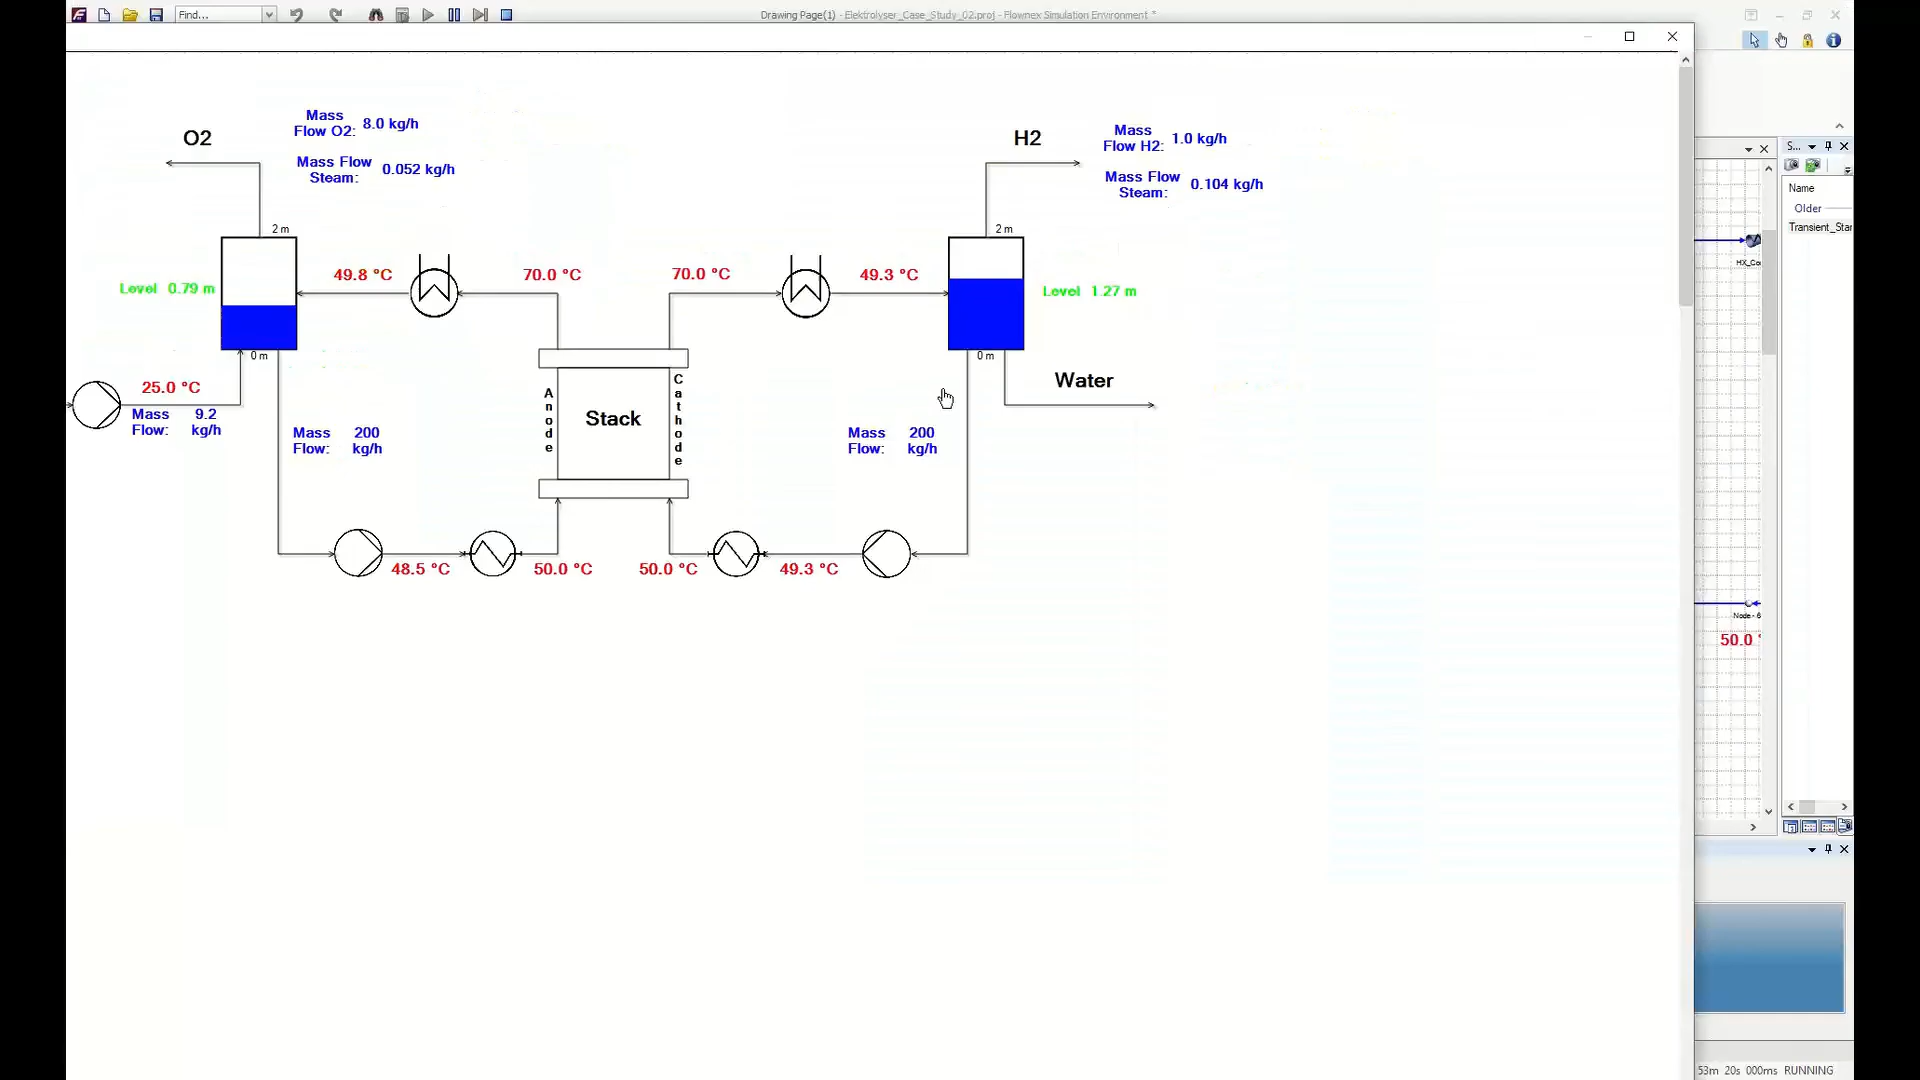 Find...
Drawing Page(1) - Elektrolyser_Case_Study_02.proj - Flownex Simulation Environment *
O2
Mass
Flow O2: 8.0 kg/h
Mass Flow
Steam: 0.052 kg/h
H2
Mass
Flow H2: 1.0 kg/h
Mass Flow
Steam: 0.104 kg/h
2 m
2 m
49.8 °C
70.0 °C
70.0 °C
49.3 °C
Level 0.79 m
Level 1.27 m
0 m
0 m
25.0 °C
Mass 9.2
Flow: kg/h
Mass 200
Flow: kg/h
Anode
Stack
Cathode
Mass 200
Flow: kg/h
Water
48.5 °C
50.0 °C
50.0 °C
49.3 °C
S...
Name
Older
Transient_Star
HX_Co
Node - 6
50.0 °
53m 20s 000ms RUNNING